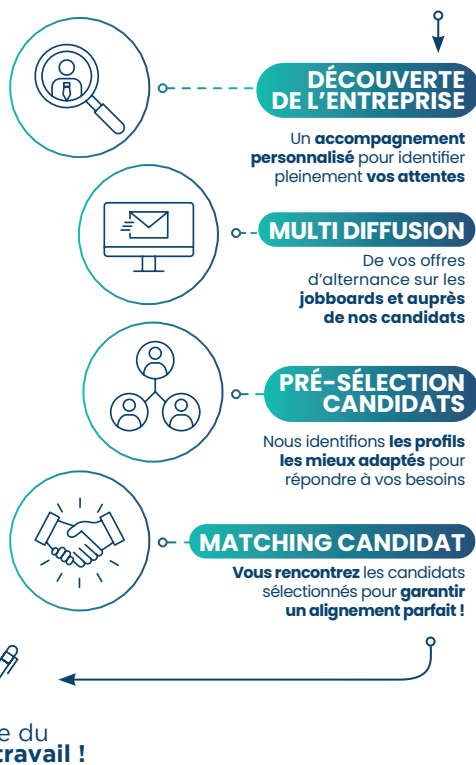 DÉCOUVERTE
DE L'ENTREPRISE
Un accompagnement
personnalisé pour identifier
pleinement vos attentes
MULTI DIFFUSION
De vos offres
d'alternance sur les
jobboards et auprès
de nos candidats
PRÉ-SÉLECTION
CANDIDATS
Nous identifions les profils
les mieux adaptés pour
répondre à vos besoins
MATCHING CANDIDAT
Vous rencontrez les candidats
sélectionnés pour garantir
un alignement parfait !
e du
travail !